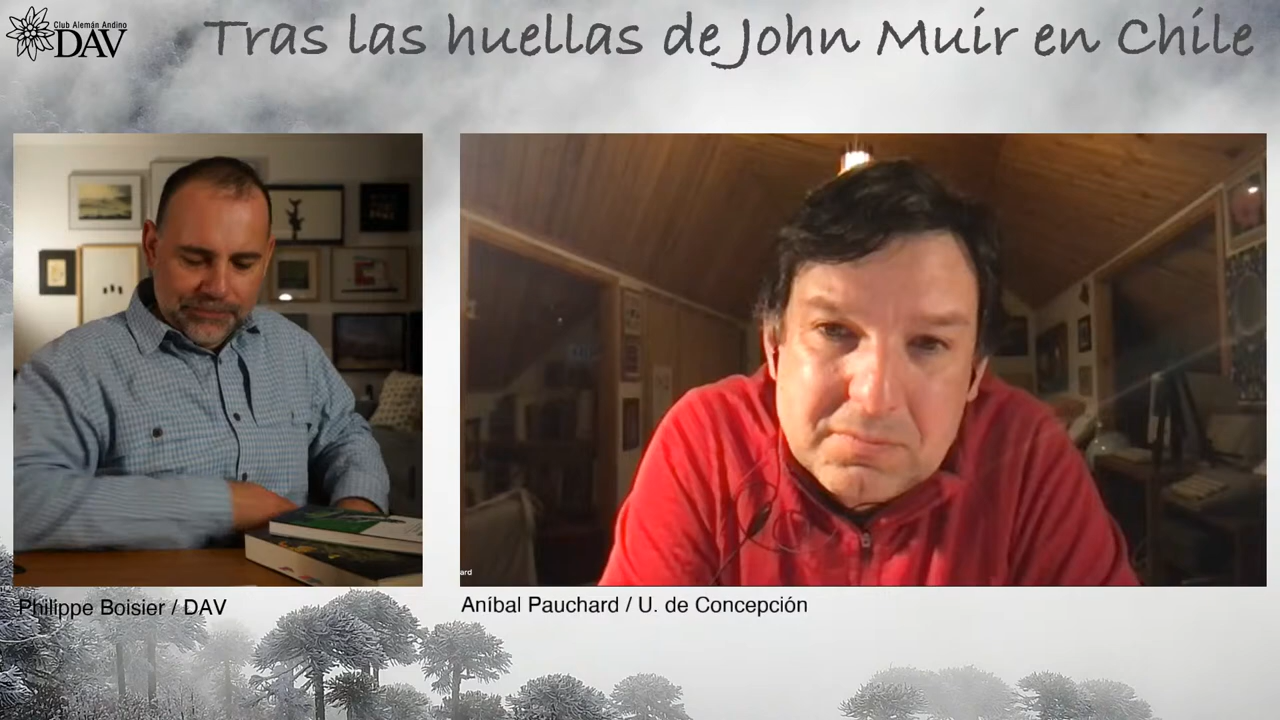 Club Alemán Andino
DAV
Tras las huellas de John Muir en Chile
ard
Philippe Boisier / DAV
Aníbal Pauchard / U. de Concepción